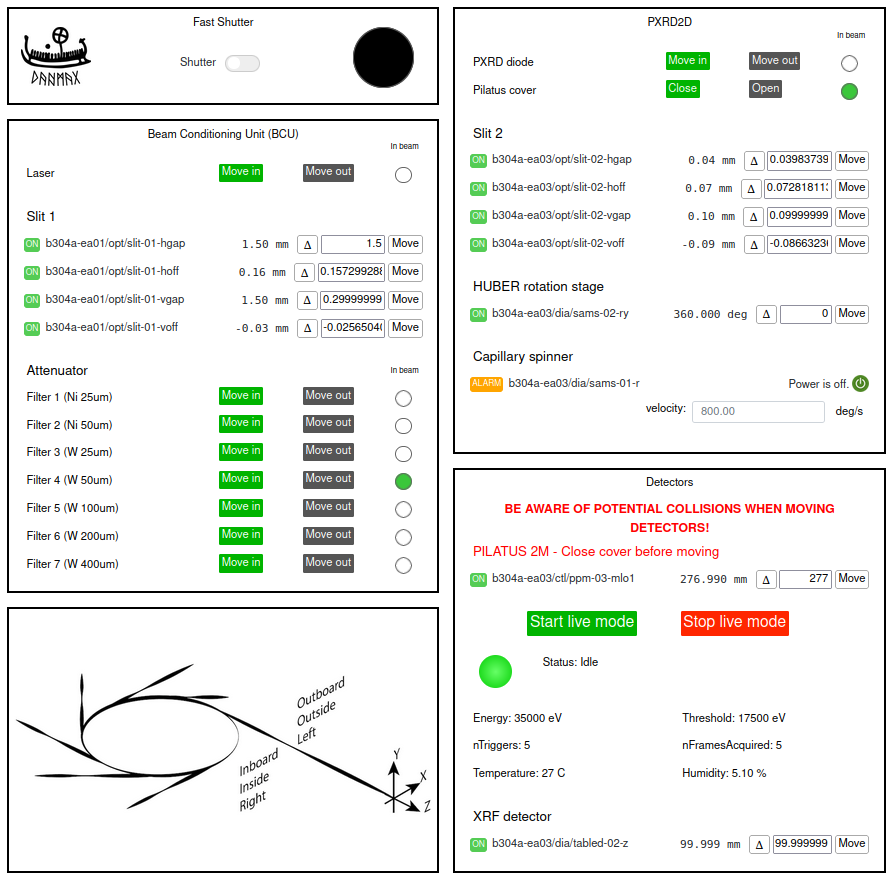 Fast Shutter
Shutter
DANMAX
Beam Conditioning Unit (BCU)
In beam
Laser Move in Move out
Slit 1
ON b304a-ea01/opt/slit-01-hgap 1.50 mm Δ 1.5 Move
ON b304a-ea01/opt/slit-01-hoff 0.16 mm Δ 0.15729928 Move
ON b304a-ea01/opt/slit-01-vgap 1.50 mm Δ 0.29999999 Move
ON b304a-ea01/opt/slit-01-voff -0.03 mm Δ -0.0256504 Move
Attenuator In beam
Filter 1 (Ni 25um) Move in Move out
Filter 2 (Ni 50um) Move in Move out
Filter 3 (W 25um) Move in Move out
Filter 4 (W 50um) Move in Move out
Filter 5 (W 100um) Move in Move out
Filter 6 (W 200um) Move in Move out
Filter 7 (W 400um) Move in Move out
Outboard
Outside
Left
Inboard
Inside
Right
Y
X
Z
PXRD2D
In beam
PXRD diode Move in Move out
Pilatus cover Close Open
Slit 2
ON b304a-ea03/opt/slit-02-hgap 0.04 mm Δ 0.03983739 Move
ON b304a-ea03/opt/slit-02-hoff 0.07 mm Δ 0.07281811 Move
ON b304a-ea03/opt/slit-02-vgap 0.10 mm Δ 0.09999999 Move
ON b304a-ea03/opt/slit-02-voff -0.09 mm Δ -0.0866323 Move
HUBER rotation stage
ON b304a-ea03/dia/sams-02-ry 360.000 deg Δ 0 Move
Capillary spinner
ALARM b304a-ea03/dia/sams-01-r Power is off.
velocity: 800.00 deg/s
Detectors
BE AWARE OF POTENTIAL COLLISIONS WHEN MOVING
DETECTORS!
PILATUS 2M - Close cover before moving
ON b304a-ea03/ctl/ppm-03-mlo1 276.990 mm Δ 277 Move
Start live mode Stop live mode
Status: Idle
Energy: 35000 eV Threshold: 17500 eV
nTriggers: 5 nFramesAcquired: 5
Temperature: 27 C Humidity: 5.10 %
XRF detector
ON b304a-ea03/dia/tabled-02-z 99.999 mm Δ 99.999999 Move